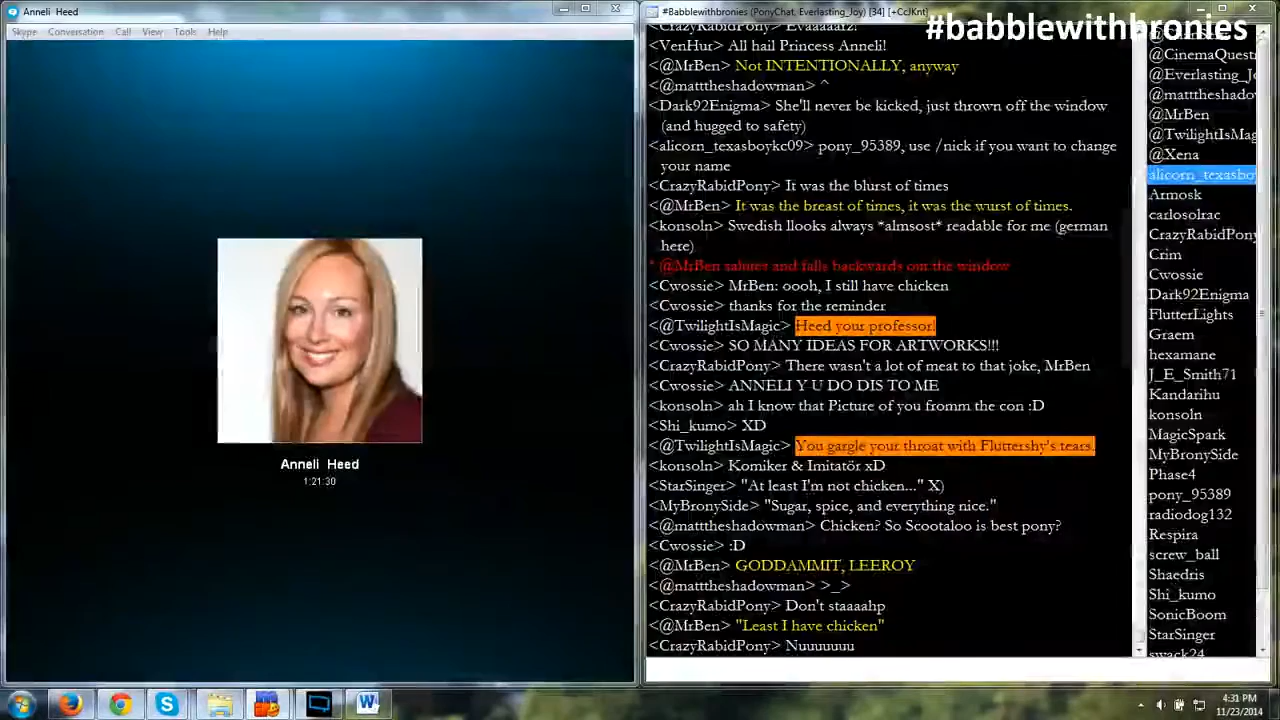 Anneli Heed
Skype Conversation Call View Tools Help
Anneli Heed
1:21:30
#Babblewithbronies (PonyChat, Everlasting_Joy) [34] [+CcJKnt]
#babblewithbronies
<CrazyRabidPony> Evaaaaarz!
<VenHur> All hail Princess Anneli!
<@MrBen> Not INTENTIONALLY, anyway
<@matttheshadowman> ^
<Dark92Enigma> She'll never be kicked, just thrown off the window
(and hugged to safety)
<alicorn_texasboykc09> pony_95389, use /nick if you want to change
your name
<CrazyRabidPony> It was the blurst of times
<@MrBen> It was the breast of times, it was the wurst of times.
<konsoln> Swedish llooks always *almsost* readable for me (german
here)
* @MrBen salutes and falls backwards out the window
<Cwossie> MrBen: oooh, I still have chicken
<Cwossie> thanks for the reminder
<@TwilightIsMagic> Heed your professor!
<Cwossie> SO MANY IDEAS FOR ARTWORKS!!!
<CrazyRabidPony> There wasn't a lot of meat to that joke, MrBen
<Cwossie> ANNELI Y U DO DIS TO ME
<konsoln> ah I know that Picture of you fromm the con :D
<Shi_kumo> XD
<@TwilightIsMagic> You gargle your throat with Fluttershy's tears.
<konsoln> Komiker & Imitatör xD
<StarSinger> "At least I'm not chicken..." X)
<MyBronySide> "Sugar, spice, and everything nice."
<@matttheshadowman> Chicken? So Scootaloo is best pony?
<Cwossie> :D
<@MrBen> GODDAMMIT, LEEROY
<@matttheshadowman> >_>
<CrazyRabidPony> Don't staaaahp
<@MrBen> "Least I have chicken"
<CrazyRabidPony> Nuuuuuuu
@CinemaQuest
@Everlasting_Jo
@matttheshadov
@MrBen
@TwilightIsMag
@Xena
alicorn_texasboy
Armosk
carlosolrac
CrazyRabidPony
Crim
Cwossie
Dark92Enigma
FlutterLights
Graem
hexamane
J_E_Smith71
Kandarihu
konsoln
MagicSpark
MyBronySide
Phase4
pony_95389
radiodog132
Respira
screw_ball
Shaedris
Shi_kumo
SonicBoom
StarSinger
swack24
4:31 PM
11/23/2014